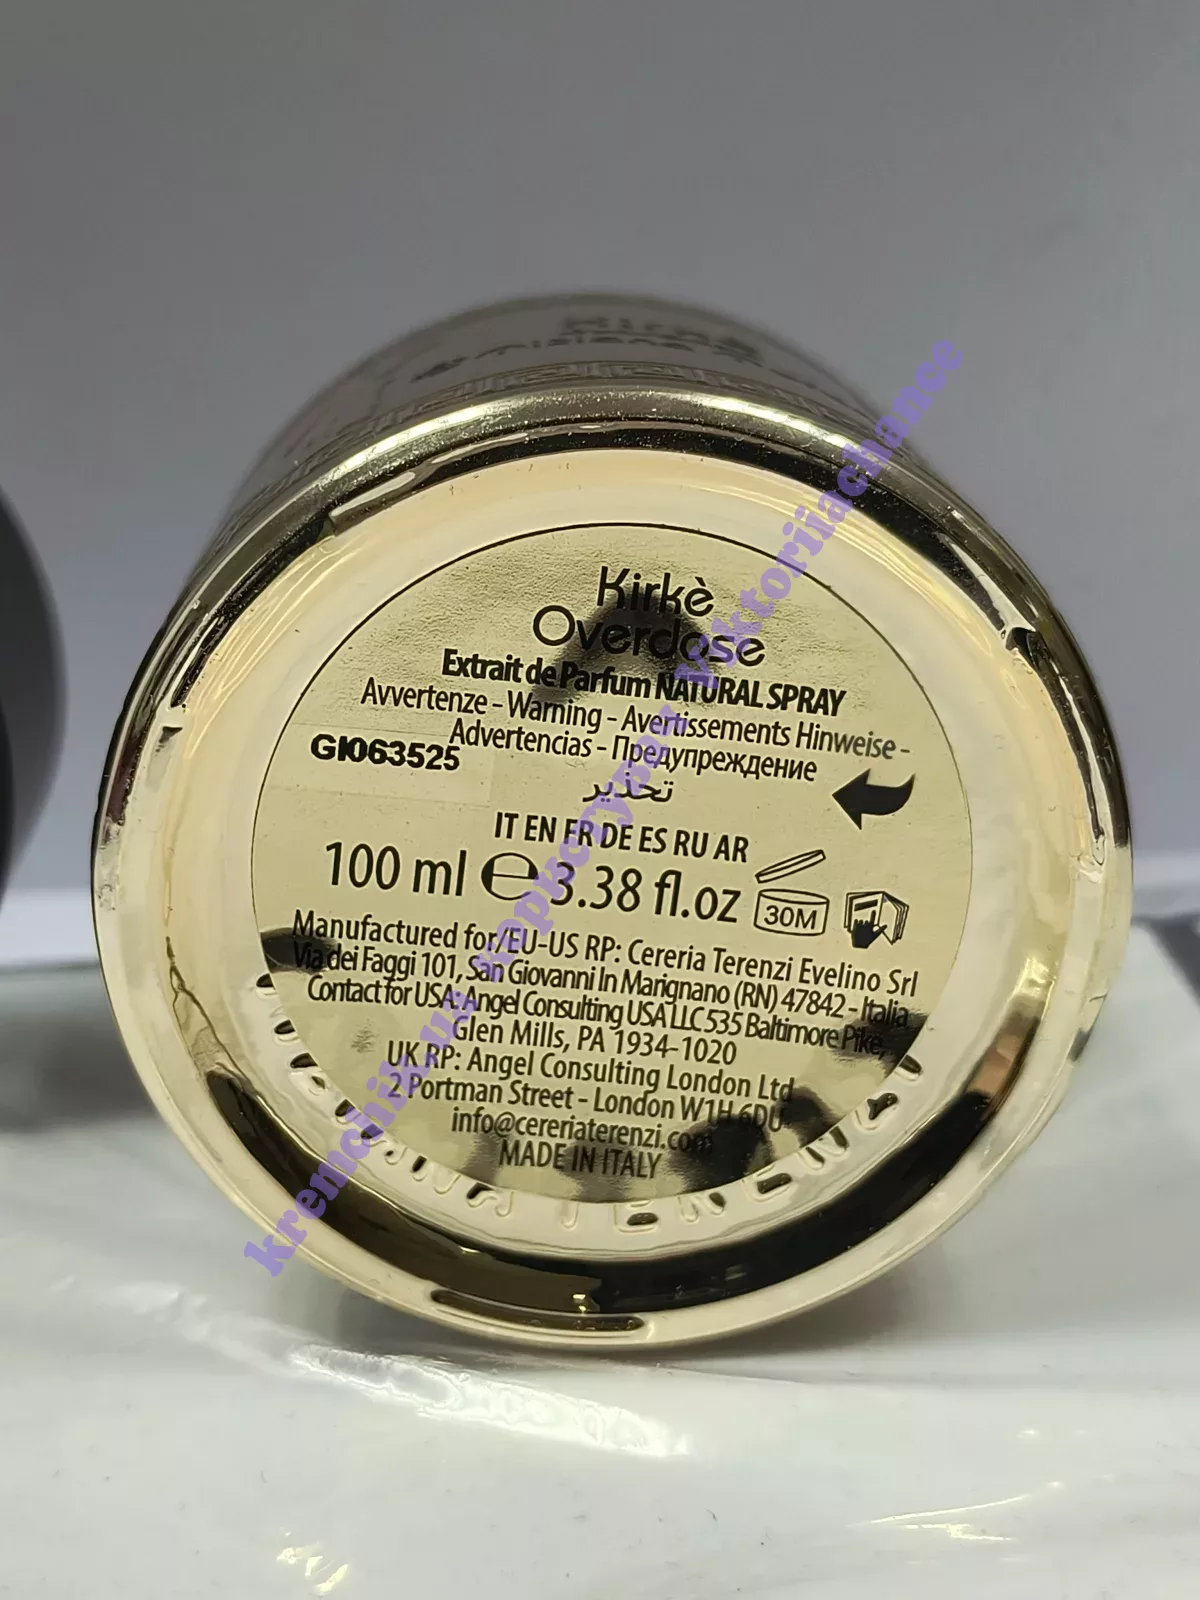 Kirkè
Overdose
Extrait de Parfum NATURAL SPRAY
Avvertenze - Warning - Avertissements Hinweise -
Advertencias - Предупреждение
تحذير
GI063525
IT EN FR DE ES RU AR
100 ml ℮ 3.38 fl.oz
30M
Manufactured for/EU-US RP: Cereria Terenzi Evelino Srl
Via dei Faggi 101, San Giovanni In Marignano (RN) 47842 - Italia
Contact for USA: Angel Consulting USA LLC 535 Baltimore Pike,
Glen Mills, PA 1934-1020
UK RP: Angel Consulting London Ltd
2 Portman Street - London W1H 6DU
info@cereriaterenzi.com
MADE IN ITALY
TERENZI
kremchik.ua
viktoriiachance